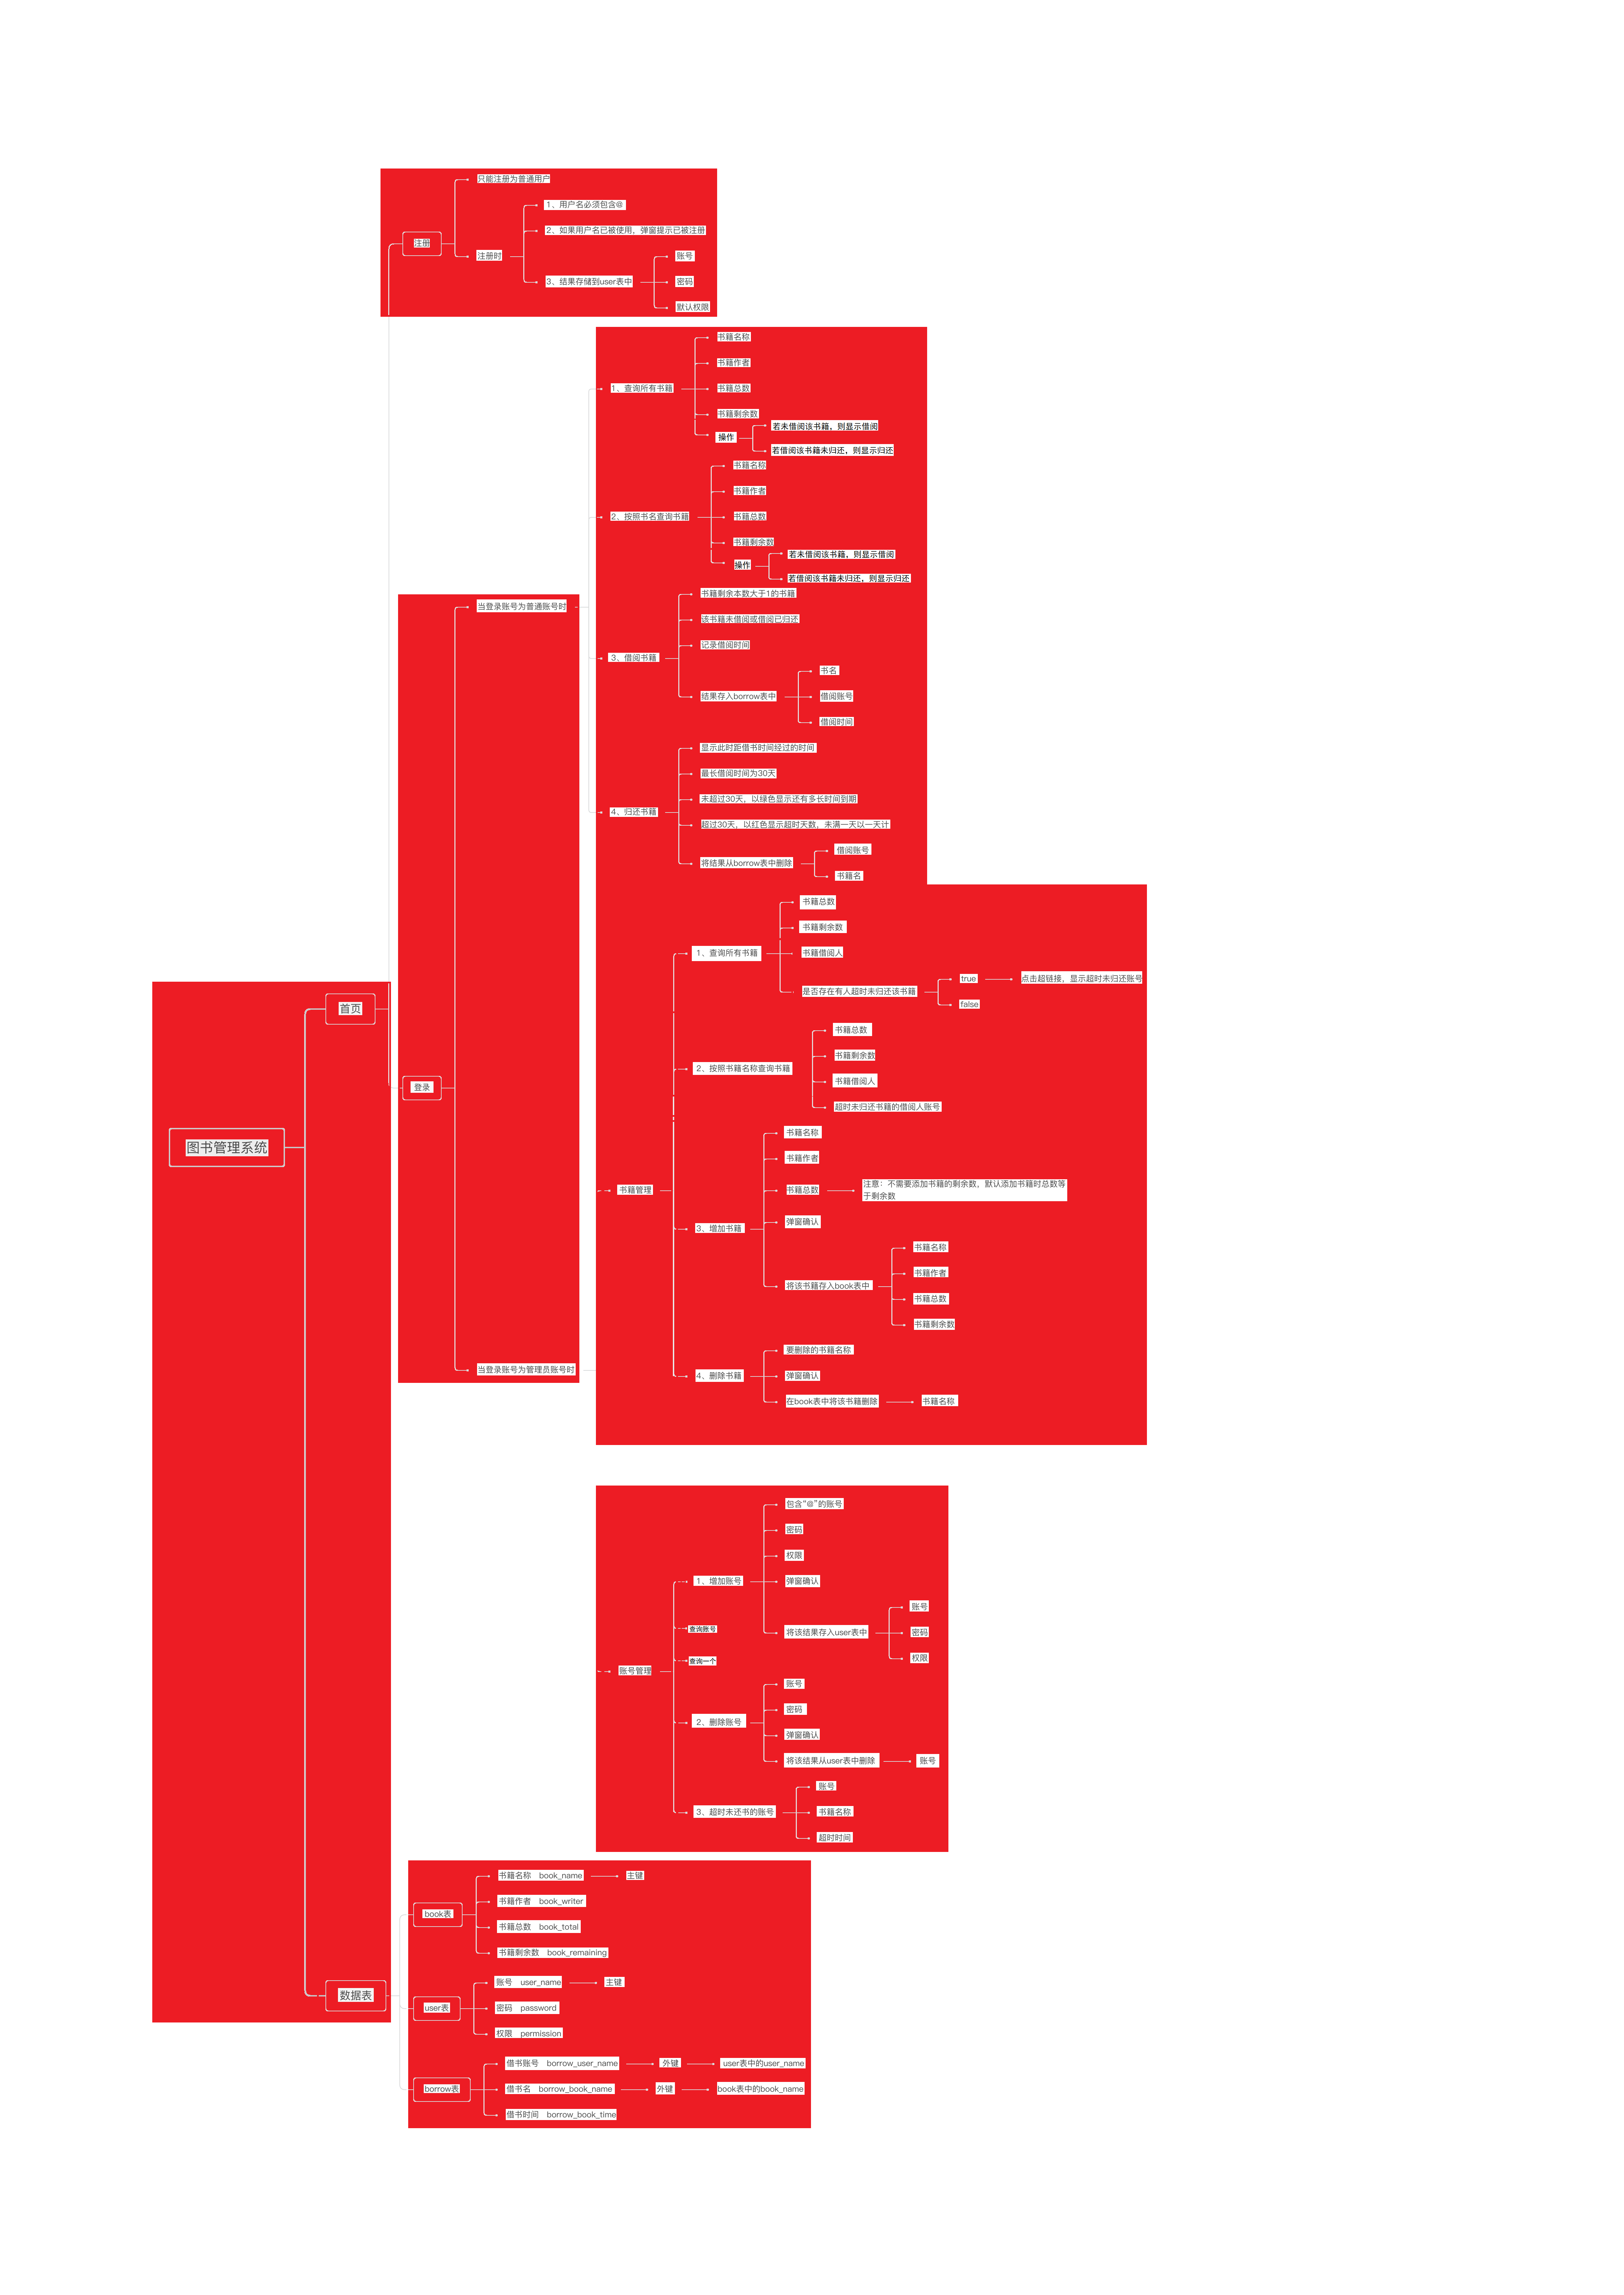 只能注册为普通用户
1、用户名必须包含@
2、如果用户名已被使用，弹窗提示已被注册
注册
注册时
账号
3、结果存储到user表中
密码
默认权限
书籍名称
书籍作者
1、查询所有书籍
书籍总数
书籍剩余数
若未借阅该书籍，则显示借阅
操作
若借阅该书籍未归还，则显示归还
书籍名称
书籍作者
2、按照书名查询书籍
书籍总数
书籍剩余数
若未借阅该书籍，则显示借阅
操作
若借阅该书籍未归还，则显示归还
当登录账号为普通账号时
书籍剩余本数大于1的书籍
该书籍未借阅或借阅已归还
记录借阅时间
3、借阅书籍
书名
结果存入borrow表中
借阅账号
借阅时间
显示此时距借书时间经过的时间
最长借阅时间为30天
未超过30天，以绿色显示还有多长时间到期
4、归还书籍
超过30天，以红色显示超时天数，未满一天以一天计
借阅账号
将结果从borrow表中删除
书籍名
书籍总数
书籍剩余数
1、查询所有书籍
书籍借阅人
是否存在有人超时未归还该书籍
true
点击超链接，显示超时未归还账号
false
首页
书籍总数
书籍剩余数
2、按照书籍名称查询书籍
书籍借阅人
登录
超时未归还书籍的借阅人账号
图书管理系统
书籍名称
书籍作者
书籍管理
书籍总数
注意：不需要添加书籍的剩余数，默认添加书籍时总数等
于剩余数
弹窗确认
3、增加书籍
书籍名称
书籍作者
将该书籍存入book表中
书籍总数
书籍剩余数
当登录账号为管理员账号时
要删除的书籍名称
4、删除书籍
弹窗确认
在book表中将该书籍删除
书籍名称
包含“@”的账号
密码
权限
1、增加账号
弹窗确认
账号
查询账号
将该结果存入user表中
密码
查询一个
权限
账号管理
账号
密码
2、删除账号
弹窗确认
将该结果从user表中删除
账号
账号
3、超时未还书的账号
书籍名称
超时时间
书籍名称 book_name
主键
书籍作者 book_writer
book表
书籍总数 book_total
书籍剩余数 book_remaining
数据表
账号 user_name
主键
user表
密码 password
权限 permission
借书账号 borrow_user_name
外键
user表中的user_name
borrow表
借书名 borrow_book_name
外键
book表中的book_name
借书时间 borrow_book_time